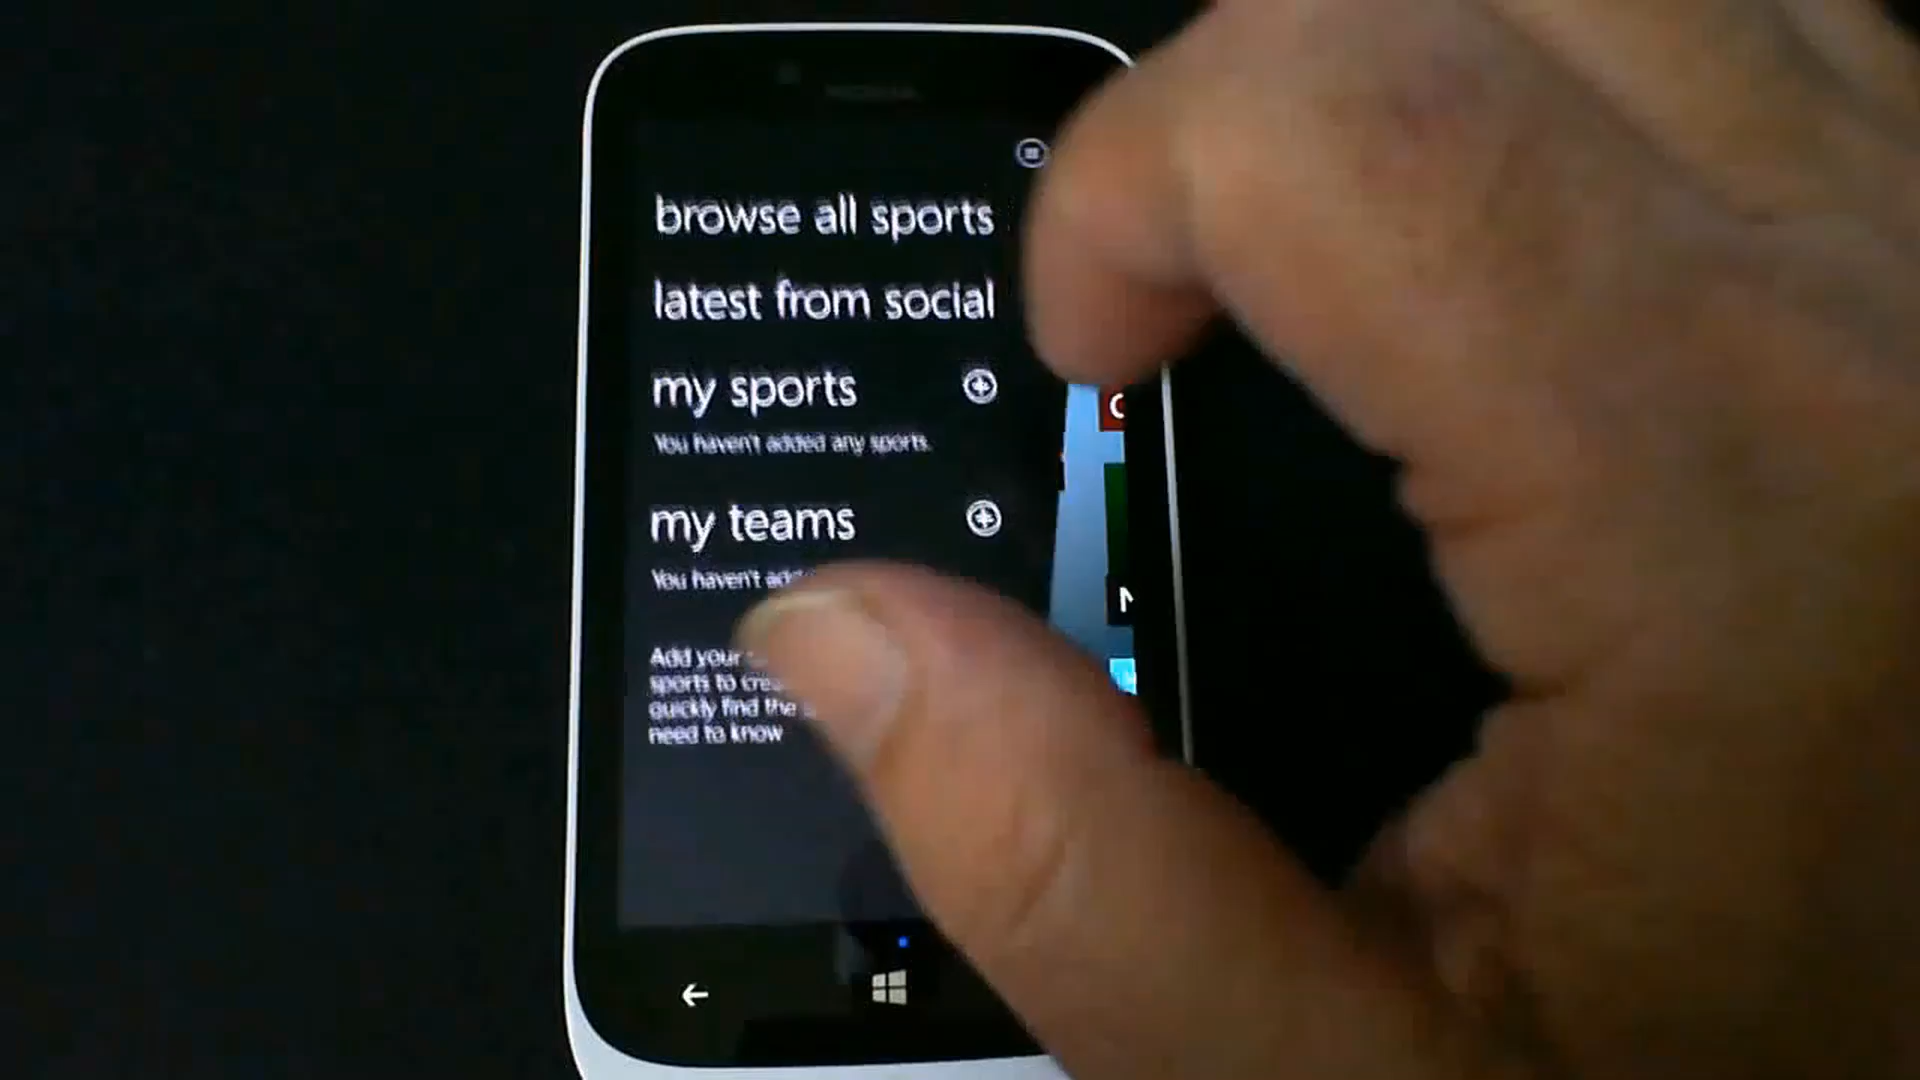 NOKIA
browse all sports
latest from social
my sports
You haven't added any sports.
my teams
You haven't
Add your
sports to
quickly find the
need to know